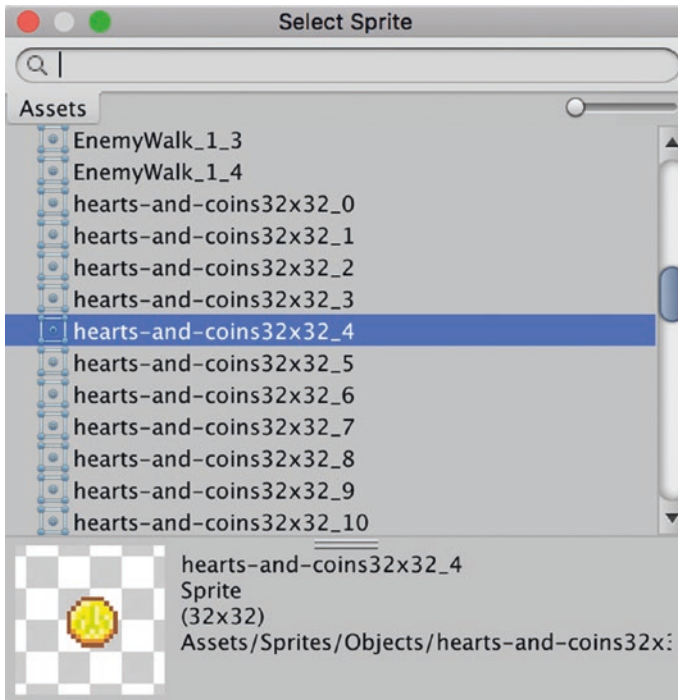 Select Sprite
Assets
EnemyWalk_1_3
EnemyWalk_1_4
hearts-and-coins32x32_0
hearts-and-coins32x32_1
hearts-and-coins32x32_2
hearts-and-coins32x32_3
hearts-and-coins32x32_4
hearts-and-coins32x32_5
hearts-and-coins32x32_6
hearts-and-coins32x32_7
hearts-and-coins32x32_8
hearts-and-coins32x32_9
hearts-and-coins32x32_10
hearts-and-coins32x32_4
Sprite
(32x32)
Assets/Sprites/Objects/hearts-and-coins32x